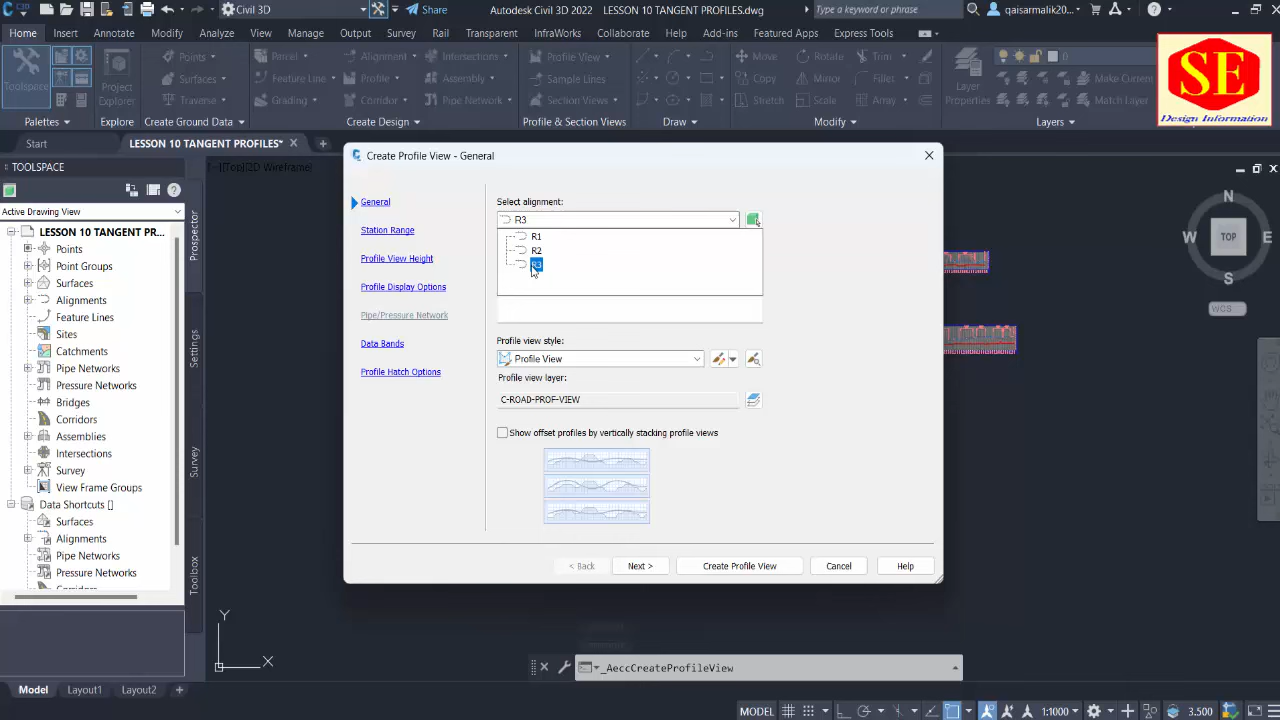 Civil 3D
Share
Autodesk Civil 3D 2022
LESSON 10 TANGENT PROFILES.dwg
Type a keyword or phrase
qaisarmalik20...
Home
Insert
Annotate
Modify
Analyze
View
Manage
Output
Survey
Rail
Transparent
InfraWorks
Collaborate
Help
Add-ins
Featured Apps
Express Tools
Toolspace
Project
Explorer
Points
Surfaces
Traverse
Parcel
Feature Line
Grading
Alignment
Profile
Corridor
Assembly
Pipe Network
Profile View
Sample Lines
Section Views
Move
Copy
Stretch
Rotate
Mirror
Scale
Trim
Fillet
Array
Layer
Properties
0
Make Current
Match Layer
Palettes
Explore
Create Ground Data
Create Design
Profile & Section Views
Draw
Modify
Layers
SE
Design Information
Start
LESSON 10 TANGENT PROFILES*
TOOLSPACE
Active Drawing View
LESSON 10 TANGENT PR...
Points
Point Groups
Surfaces
Alignments
Feature Lines
Sites
Catchments
Pipe Networks
Pressure Networks
Bridges
Corridors
Assemblies
Intersections
Survey
View Frame Groups
Data Shortcuts []
Surfaces
Alignments
Pipe Networks
Pressure Networks
Corridors
Prospector
Settings
Survey
Toolbox
[-][Top][2D Wireframe]
Create Profile View - General
General
Station Range
Profile View Height
Profile Display Options
Pipe/Pressure Network
Data Bands
Profile Hatch Options
Select alignment:
R3
R1
R2
R3
Profile view style:
Profile View
Profile view layer:
C-ROAD-PROF-VIEW
Show offset profiles by vertically stacking profile views
< Back
Next >
Create Profile View
Cancel
Help
N
W
TOP
E
S
WCS
Y
X
_AeccCreateProfileView
Model
Layout1
Layout2
MODEL
1:1000
3.500